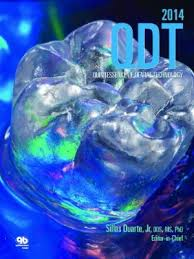 2014
QDT
QUINTESSENCE OF DENTAL TECHNOLOGY
Sillas Duarte, Jr, DDS, MS, PhD
Editor-in-Chief